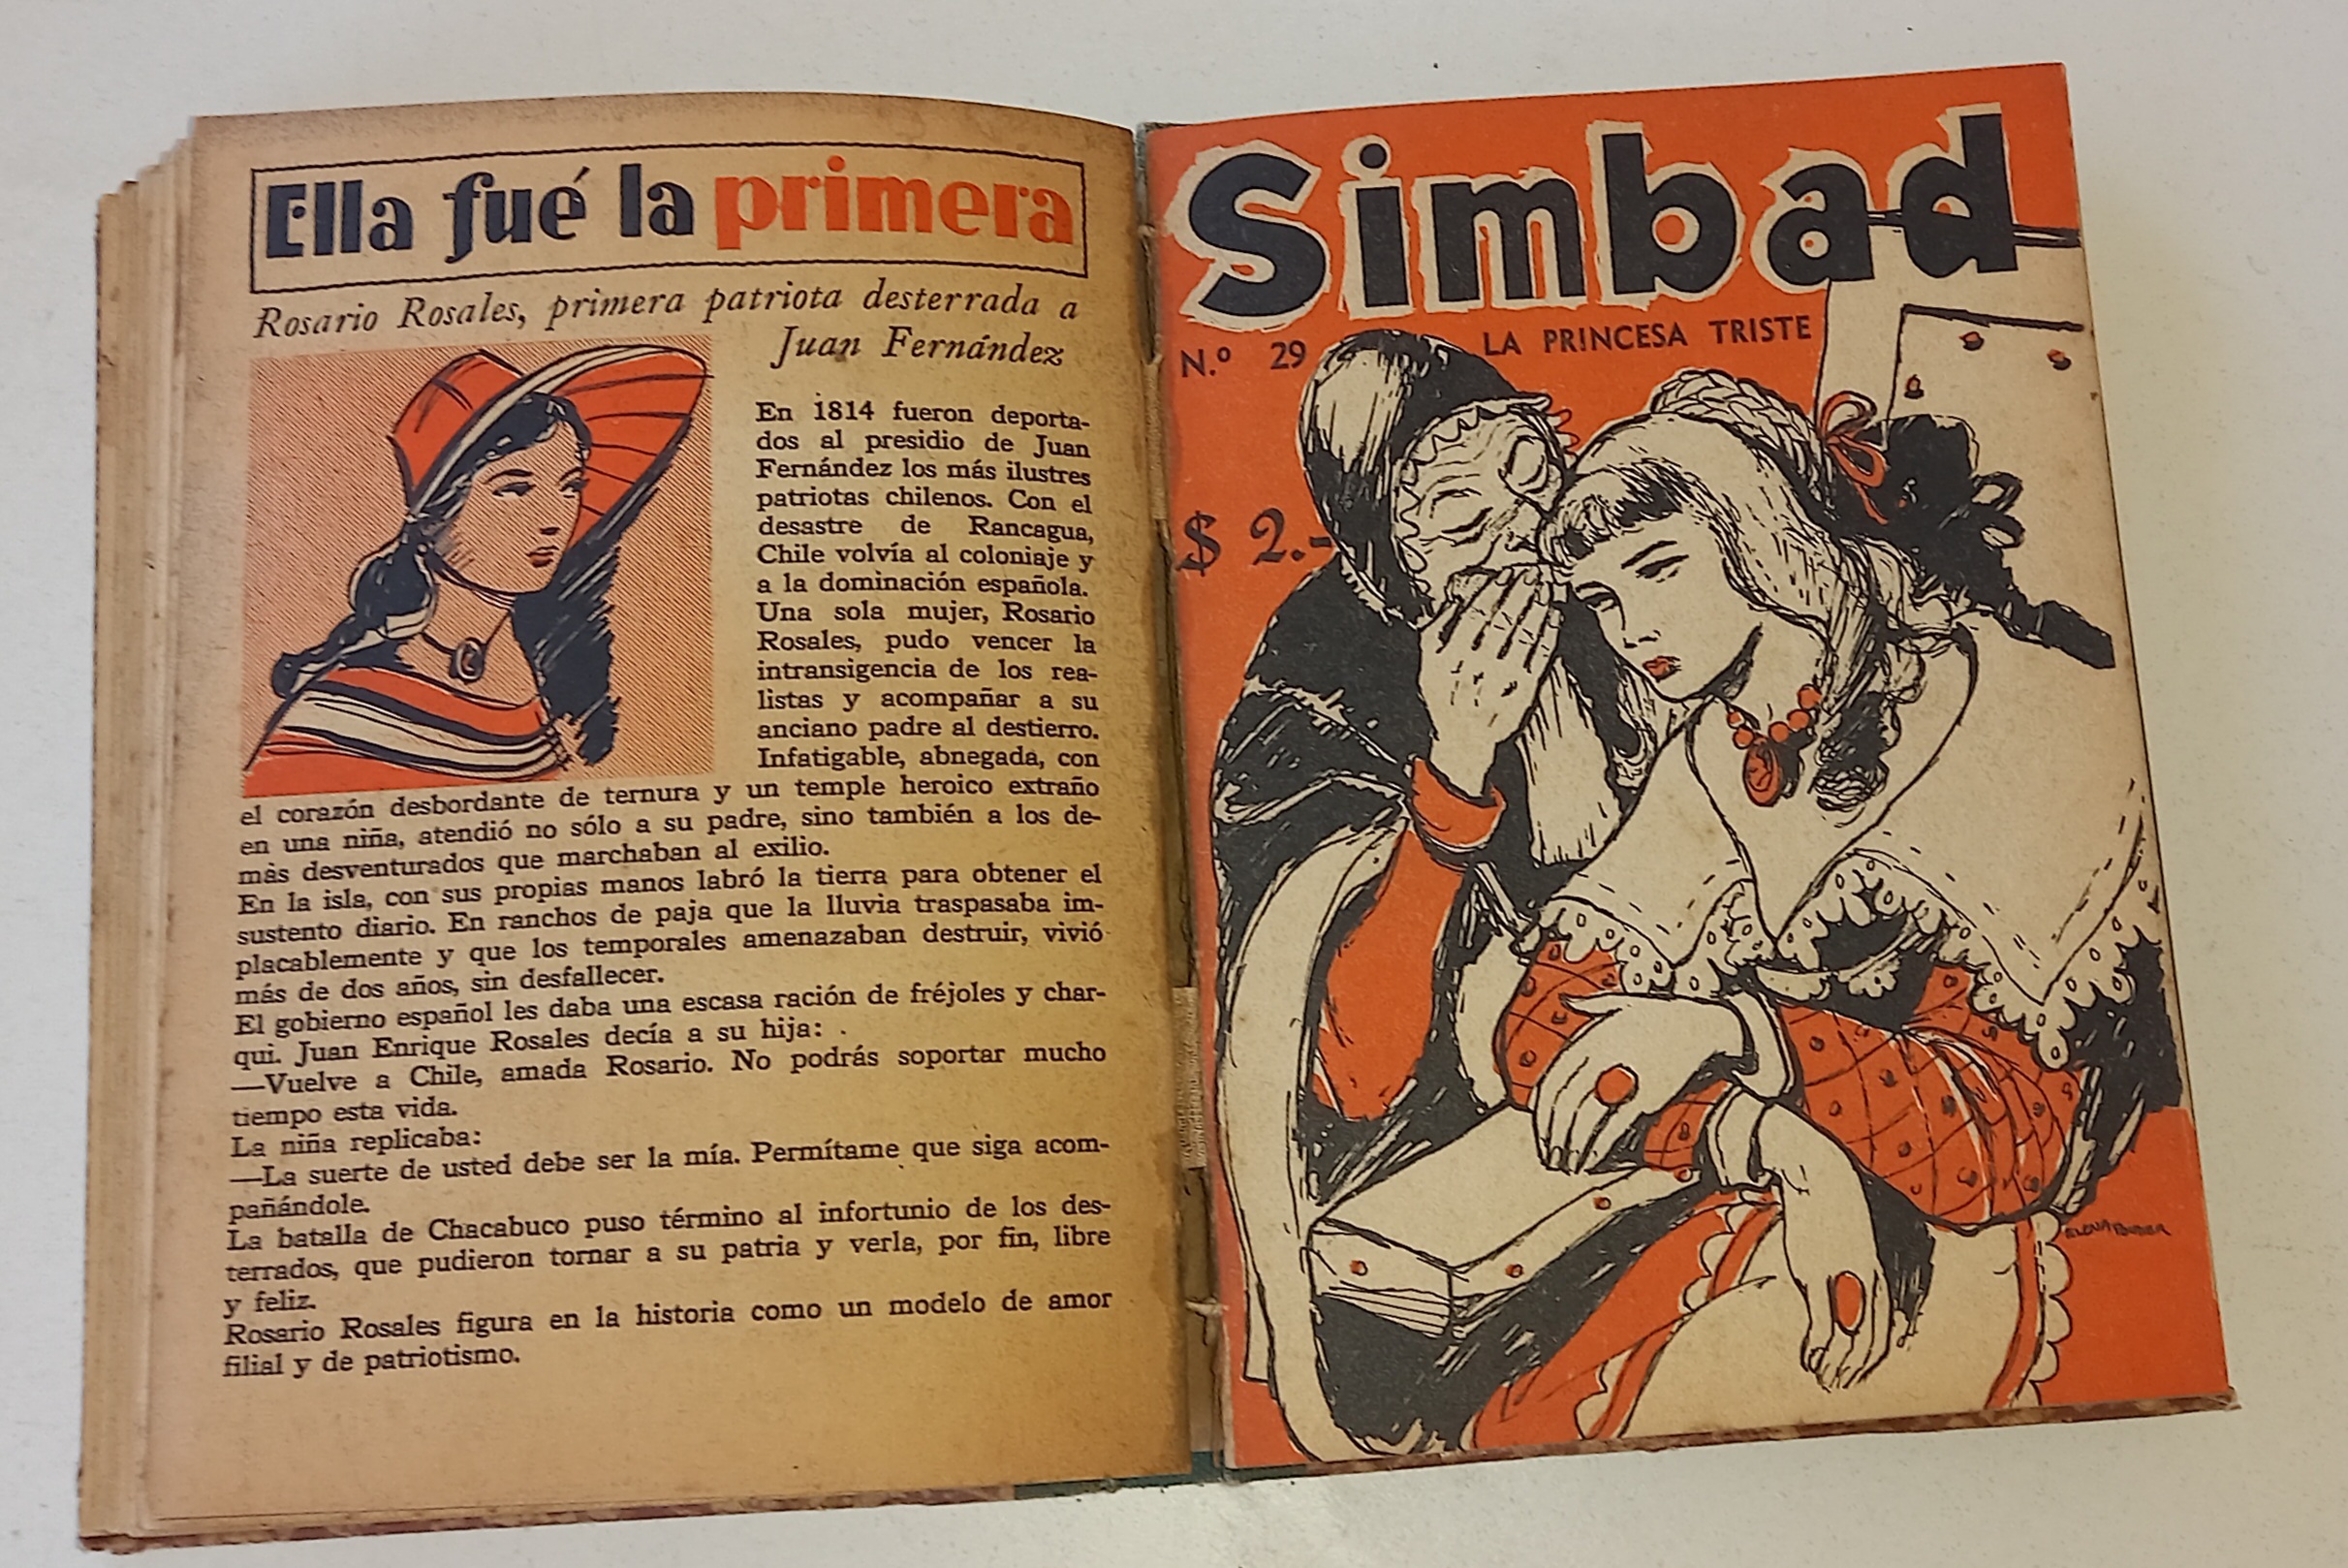 Ella fué la primera
Rosario Rosales, primera patriota desterrada a
Juan Fernández
En 1814 fueron deporta-
dos al presidio de Juan
Fernández los más ilustres
patriotas chilenos. Con el
desastre de Rancagua,
Chile volvía al coloniaje y
a la dominación española.
Una sola mujer, Rosario
Rosales, pudo vencer la
intransigencia de los rea-
listas y acompañar a su
anciano padre al destierro.
Infatigable, abnegada, con
el corazón desbordante de ternura y un temple heroico extraño
en una niña, atendió no sólo a su padre, sino también a los de-
más desventurados que marchaban al exilio.
En la isla, con sus propias manos labró la tierra para obtener el
sustento diario. En ranchos de paja que la lluvia traspasaba im-
placablemente y que los temporales amenazaban destruir, vivió
más de dos años, sin desfallecer.
El gobierno español les daba una escasa ración de fréjoles y char-
qui. Juan Enrique Rosales decía a su hija:
—Vuelve a Chile, amada Rosario. No podrás soportar mucho
tiempo esta vida.
La niña replicaba:
—La suerte de usted debe ser la mía. Permítame que siga acom-
pañándole.
La batalla de Chacabuco puso término al infortunio de los des-
terrados, que pudieron tornar a su patria y verla, por fin, libre
y feliz.
Rosario Rosales figura en la historia como un modelo de amor
filial y de patriotismo.
Simbad
N.º 29
LA PRINCESA TRISTE
$ 2.-
ELENA POIRIER